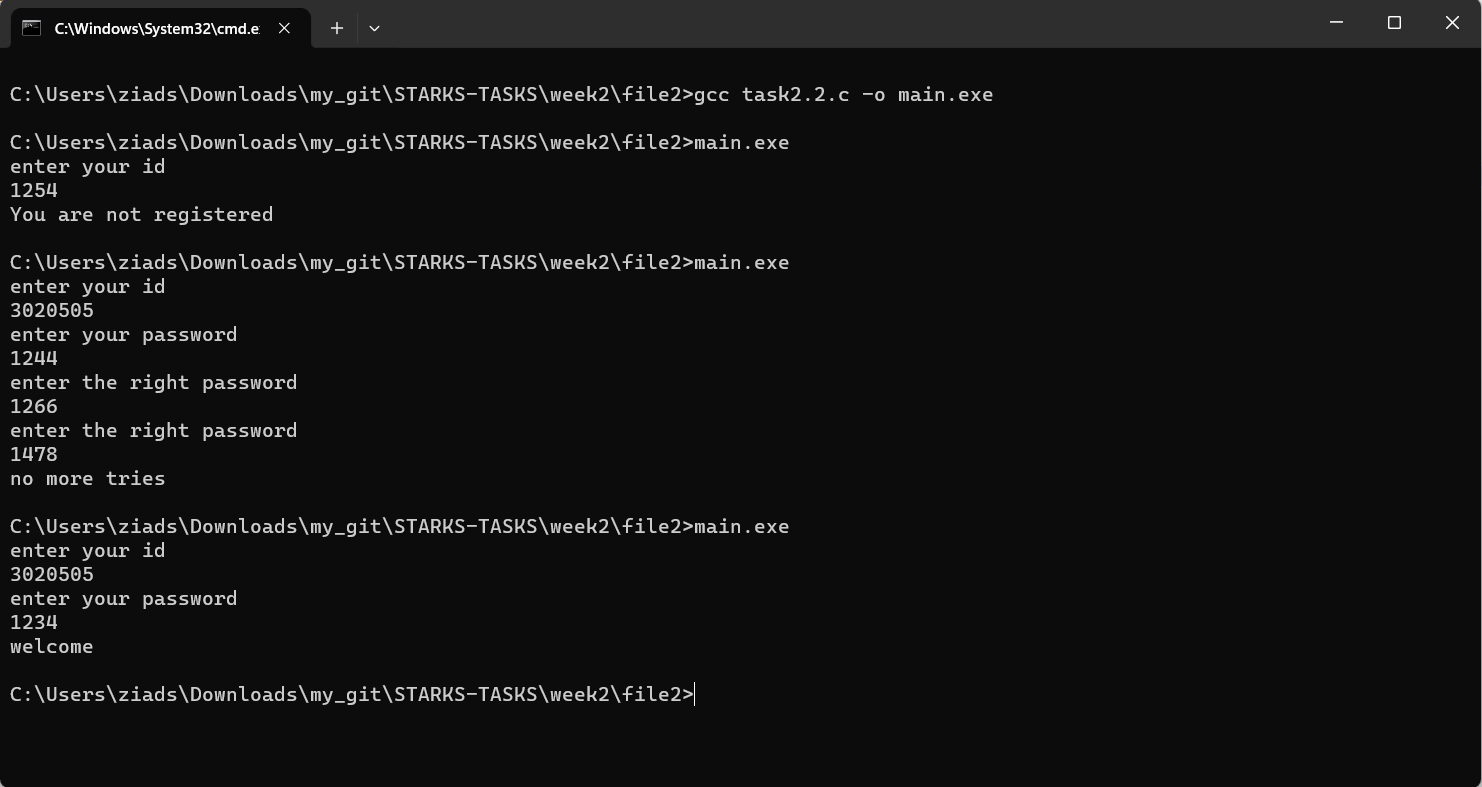 C:\Windows\System32\cmd.e
C:\Users\ziads\Downloads\my_git\STARKS-TASKS\week2\file2>gcc task2.2.c -o main.exe
C:\Users\ziads\Downloads\my_git\STARKS-TASKS\week2\file2>main.exe
enter your id
1254
You are not registered
C:\Users\ziads\Downloads\my_git\STARKS-TASKS\week2\file2>main.exe
enter your id
3020505
enter your password
1244
enter the right password
1266
enter the right password
1478
no more tries
C:\Users\ziads\Downloads\my_git\STARKS-TASKS\week2\file2>main.exe
enter your id
3020505
enter your password
1234
welcome
C:\Users\ziads\Downloads\my_git\STARKS-TASKS\week2\file2>